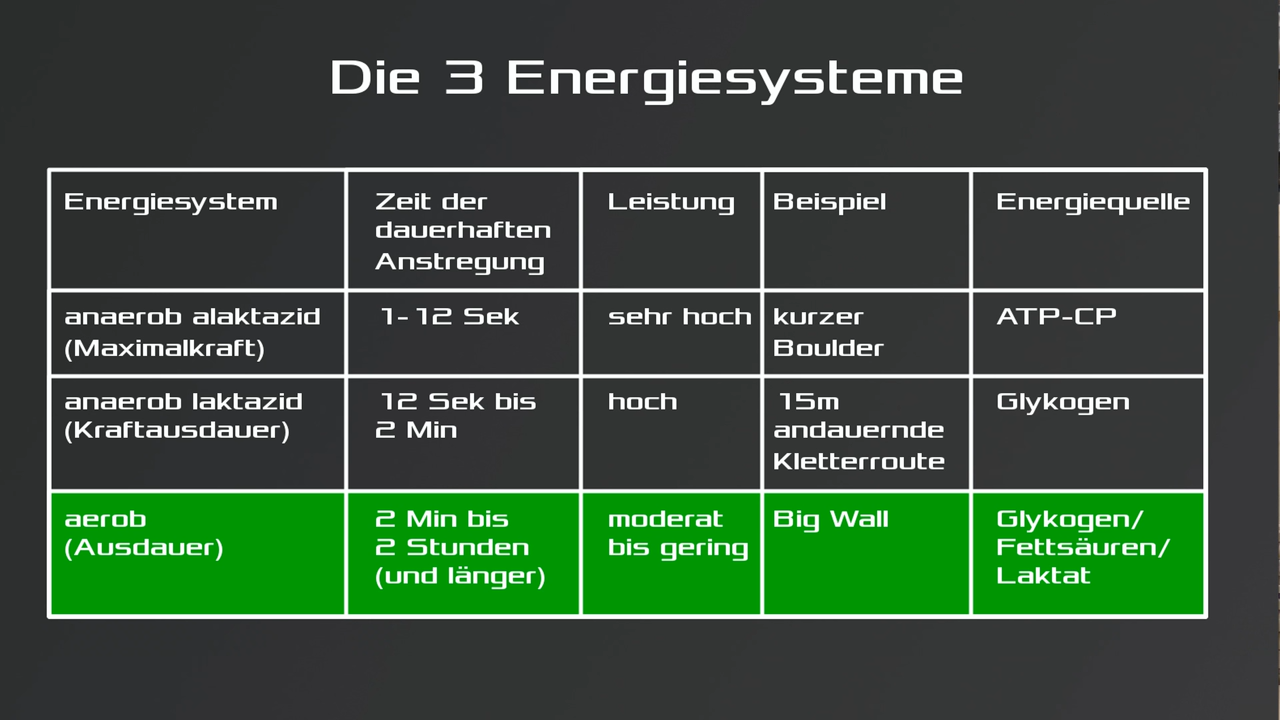 Die 3 Energiesysteme
Energiesystem
Zeit der
dauerhaften
Anstregung
Leistung
Beispiel
Energiequelle
anaerob alaktazid
(Maximalkraft)
1-12 Sek
sehr hoch
kurzer
Boulder
ATP-CP
anaerob laktazid
(Kraftausdauer)
12 Sek bis
2 Min
hoch
15m
andauernde
Kletterroute
Glykogen
aerob
(Ausdauer)
2 Min bis
2 Stunden
(und länger)
moderat
bis gering
Big Wall
Glykogen/
Fettsäuren/
Laktat